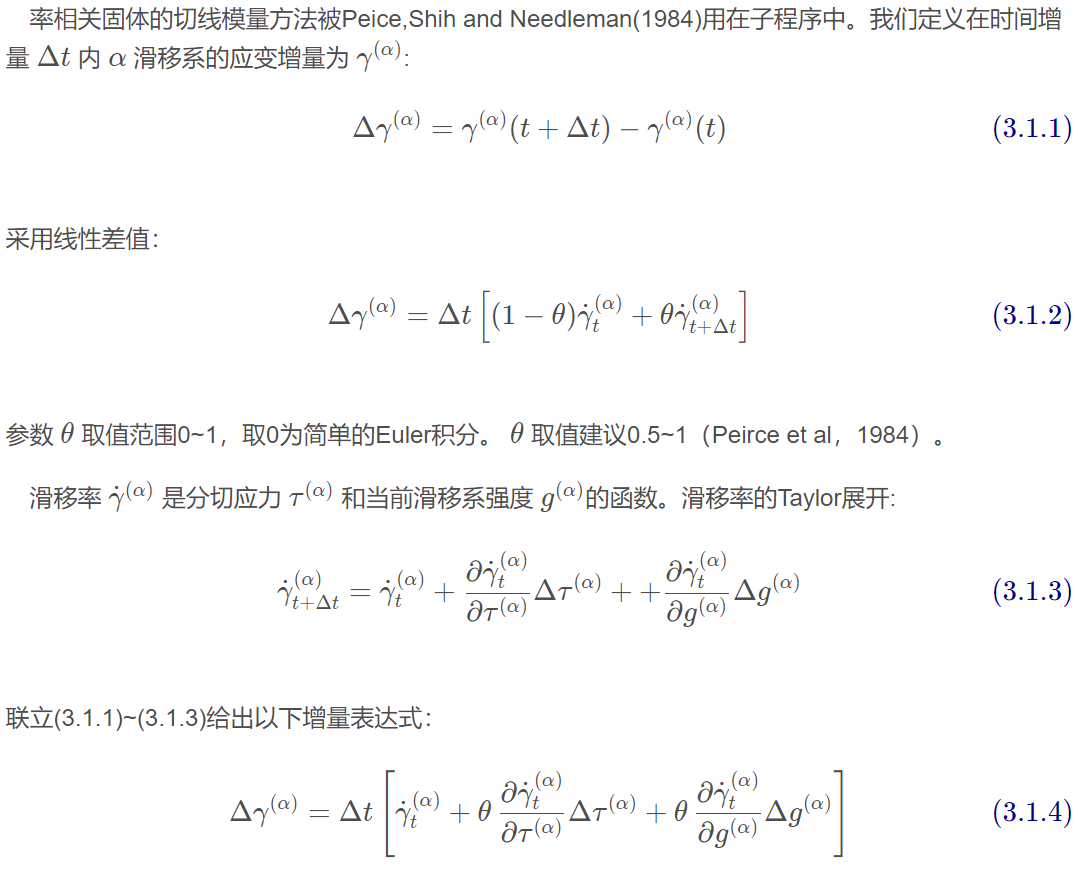 率相关固体的切线模量方法被Peice,Shih and Needleman(1984)用在子程序中。我们定义在时间增
量 $\Delta t$ 内 $\alpha$ 滑移系的应变增量为 $\gamma^{(\alpha)}$:
$\Delta\gamma^{(\alpha)} = \gamma^{(\alpha)}(t + \Delta t) - \gamma^{(\alpha)}(t)$ (3.1.1)
采用线性差值：
$\Delta\gamma^{(\alpha)} = \Delta t \left[ (1 - \theta)\dot{\gamma}_t^{(\alpha)} + \theta\dot{\gamma}_{t+\Delta t}^{(\alpha)} \right]$ (3.1.2)
参数 $\theta$ 取值范围0~1，取0为简单的Euler积分。 $\theta$ 取值建议0.5~1（Peirce et al，1984）。
滑移率 $\dot{\gamma}^{(\alpha)}$ 是分切应力 $\tau^{(\alpha)}$ 和当前滑移系强度 $g^{(\alpha)}$的函数。滑移率的Taylor展开:
$\dot{\gamma}_{t+\Delta t}^{(\alpha)} = \dot{\gamma}_t^{(\alpha)} + \frac{\partial\dot{\gamma}_t^{(\alpha)}}{\partial\tau^{(\alpha)}} \Delta\tau^{(\alpha)} + + \frac{\partial\dot{\gamma}_t^{(\alpha)}}{\partial g^{(\alpha)}} \Delta g^{(\alpha)}$ (3.1.3)
联立(3.1.1)~(3.1.3)给出以下增量表达式：
$\Delta\gamma^{(\alpha)} = \Delta t \left[ \dot{\gamma}_t^{(\alpha)} + \theta \frac{\partial\dot{\gamma}_t^{(\alpha)}}{\partial\tau^{(\alpha)}} \Delta\tau^{(\alpha)} + \theta \frac{\partial\dot{\gamma}_t^{(\alpha)}}{\partial g^{(\alpha)}} \Delta g^{(\alpha)} \right]$ (3.1.4)